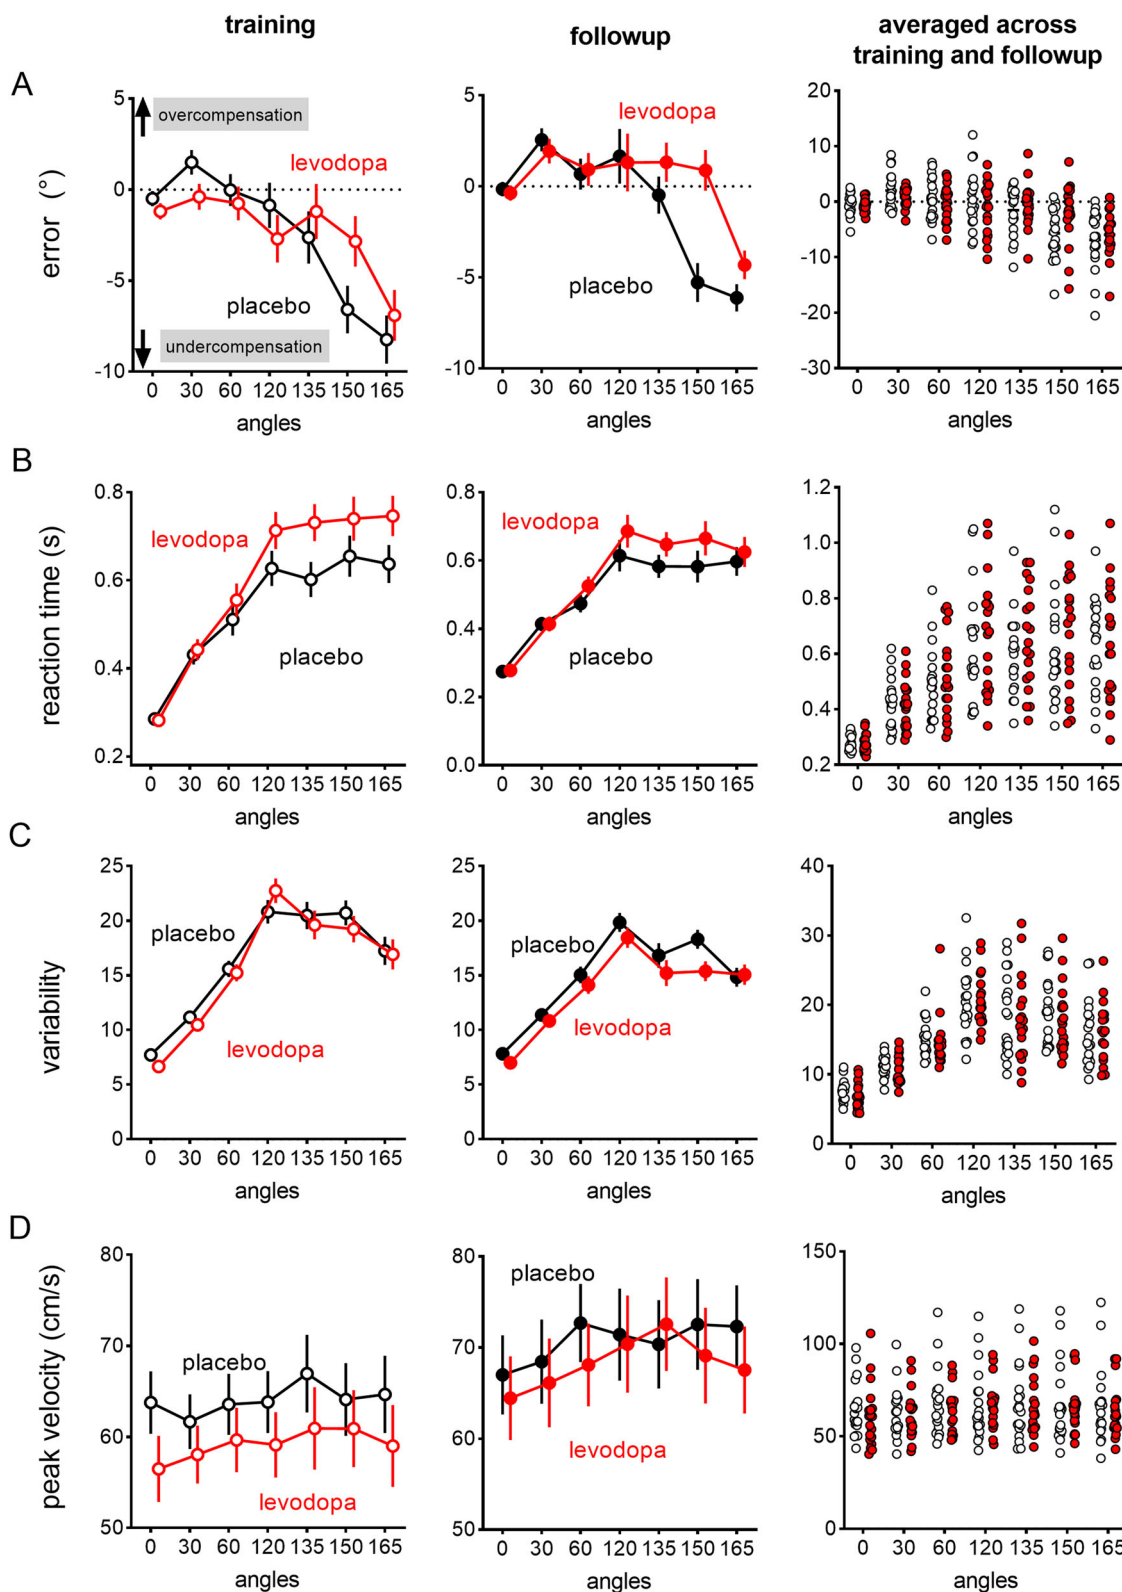 training
followup
averaged across
training and followup
A
error (°)
5
0
-5
-10
overcompensation
levodopa
placebo
undercompensation
0 30 60 120 135 150 165
angles
5
0
-5
-10
levodopa
placebo
0 30 60 120 135 150 165
angles
20
10
0
-10
-20
-30
0 30 60 120 135 165
angles
B
reaction time (s)
0.8
0.6
0.4
0.2
levodopa
placebo
0 30 60 120 135 150 165
angles
0.8
0.6
0.4
0.2
0.0
levodopa
placebo
0 30 60 120 135 150 165
angles
1.2
1.0
0.8
0.6
0.4
0.2
0 30 60 120 135 150 165
angles
C
variability
25
20
15
10
5
0
placebo
levodopa
0 30 60 120 135 150 165
angles
25
20
15
10
5
0
placebo
levodopa
0 30 60 120 135 150 165
angles
40
30
20
10
0
0 30 60 120 135 150 165
angles
D
peak velocity (cm/s)
80
70
60
50
placebo
levodopa
0 30 60 120 135 150 165
angles
80
70
60
50
placebo
levodopa
0 30 60 120 135 150 165
angles
150
100
50
0
0 30 60 120 135 150 165
angles